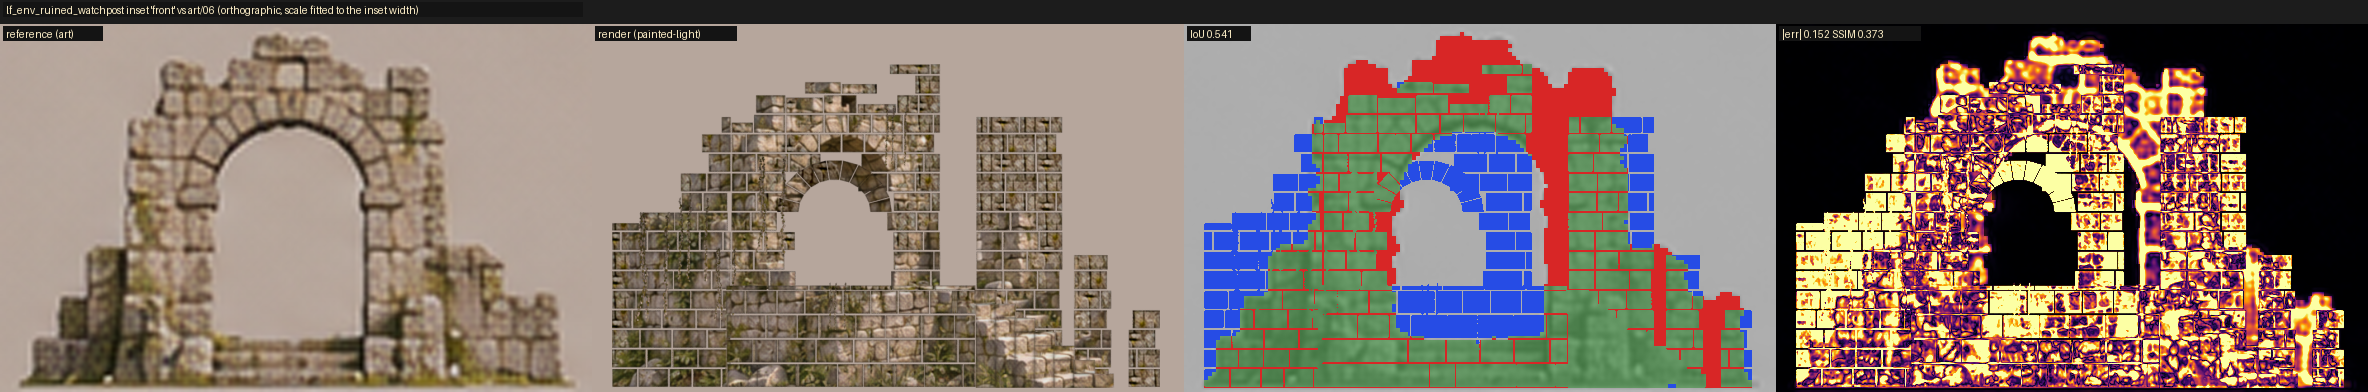 lf_env_ruined_watchpost inset 'front' vs art/06 (orthographic, scale fitted to the inset width)
reference (art)
render (painted-light)
IoU 0.541
|err| 0.152 SSIM 0.373